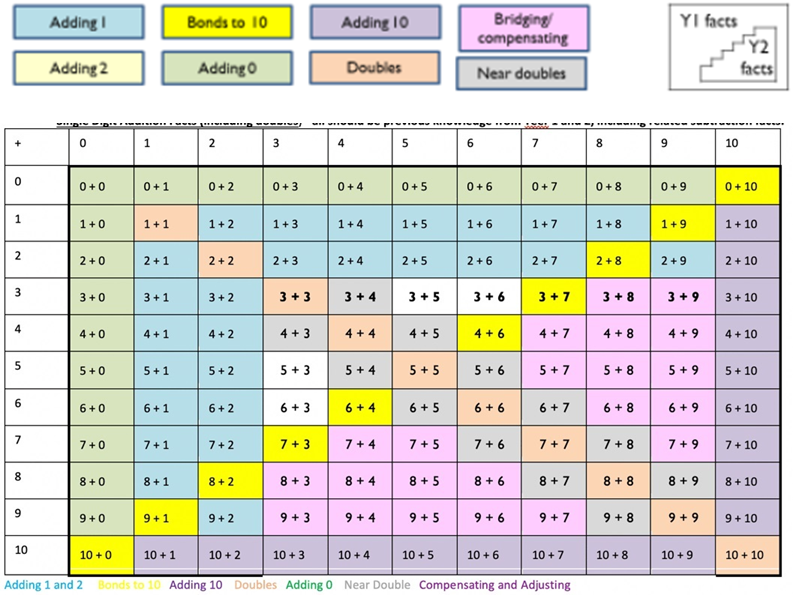 Adding 1 Bonds to 10 Adding 10 Bridging/ compensating Y1 facts
Adding 2 Adding 0 Doubles Near doubles Y2 facts
Single Digit Addition Facts (including doubles) – all should be previous knowledge from Year 1 and 2, including related subtraction facts.
+ 0 1 2 3 4 5 6 7 8 9 10
0 0 + 0 0 + 1 0 + 2 0 + 3 0 + 4 0 + 5 0 + 6 0 + 7 0 + 8 0 + 9 0 + 10
1 1 + 0 1 + 1 1 + 2 1 + 3 1 + 4 1 + 5 1 + 6 1 + 7 1 + 8 1 + 9 1 + 10
2 2 + 0 2 + 1 2 + 2 2 + 3 2 + 4 2 + 5 2 + 6 2 + 7 2 + 8 2 + 9 2 + 10
3 3 + 0 3 + 1 3 + 2 3 + 3 3 + 4 3 + 5 3 + 6 3 + 7 3 + 8 3 + 9 3 + 10
4 4 + 0 4 + 1 4 + 2 4 + 3 4 + 4 4 + 5 4 + 6 4 + 7 4 + 8 4 + 9 4 + 10
5 5 + 0 5 + 1 5 + 2 5 + 3 5 + 4 5 + 5 5 + 6 5 + 7 5 + 8 5 + 9 5 + 10
6 6 + 0 6 + 1 6 + 2 6 + 3 6 + 4 6 + 5 6 + 6 6 + 7 6 + 8 6 + 9 6 + 10
7 7 + 0 7 + 1 7 + 2 7 + 3 7 + 4 7 + 5 7 + 6 7 + 7 7 + 8 7 + 9 7 + 10
8 8 + 0 8 + 1 8 + 2 8 + 3 8 + 4 8 + 5 8 + 6 8 + 7 8 + 8 8 + 9 8 + 10
9 9 + 0 9 + 1 9 + 2 9 + 3 9 + 4 9 + 5 9 + 6 9 + 7 9 + 8 9 + 9 9 + 10
10 10 + 0 10 + 1 10 + 2 10 + 3 10 + 4 10 + 5 10 + 6 10 + 7 10 + 8 10 + 9 10 + 10
Adding 1 and 2 Bonds to 10 Adding 10 Doubles Adding 0 Near Double Compensating and Adjusting